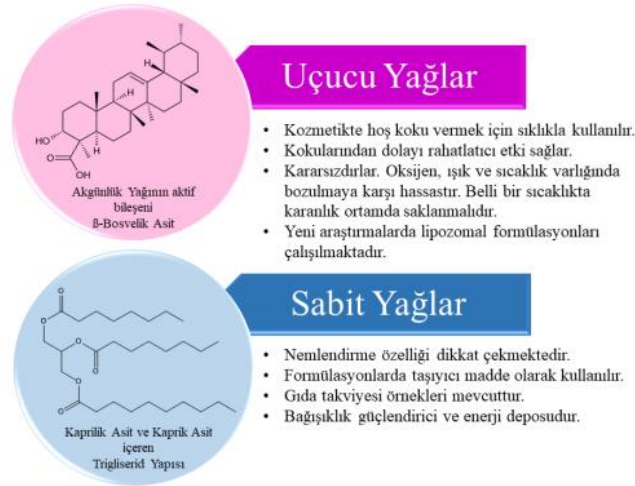 HO
H
H
H
O
OH
Akgünlük Yağının aktif
bileşeni
ß-Bosvelik Asit
Uçucu Yağlar
• Kozmetikte hoş koku vermek için sıklıkla kullanılır.
• Kokularından dolayı rahatlatıcı etki sağlar.
• Kararsızdırlar. Oksijen, ışık ve sıcaklık varlığında
bozulmaya karşı hassastır. Belli bir sıcaklıkta
karanlık ortamda saklanmalıdır.
• Yeni araştırmalarda lipozomal formülasyonları
çalışılmaktadır.
O
O
O
O
O
O
Kaprilik Asit ve Kaprik Asit
içeren
Trigliserid Yapısı
Sabit Yağlar
• Nemlendirme özelliği dikkat çekmektedir.
• Formülasyonlarda taşıyıcı madde olarak kullanılır.
• Gıda takviyesi örnekleri mevcuttur.
• Bağışıklık güçlendirici ve enerji deposudur.